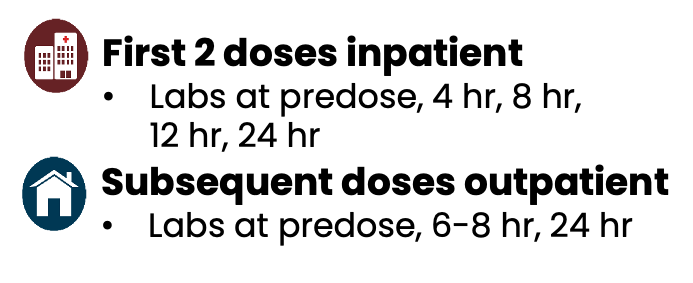 First 2 doses inpatient
• Labs at predose, 4 hr, 8 hr,
12 hr, 24 hr
Subsequent doses outpatient
• Labs at predose, 6-8 hr, 24 hr